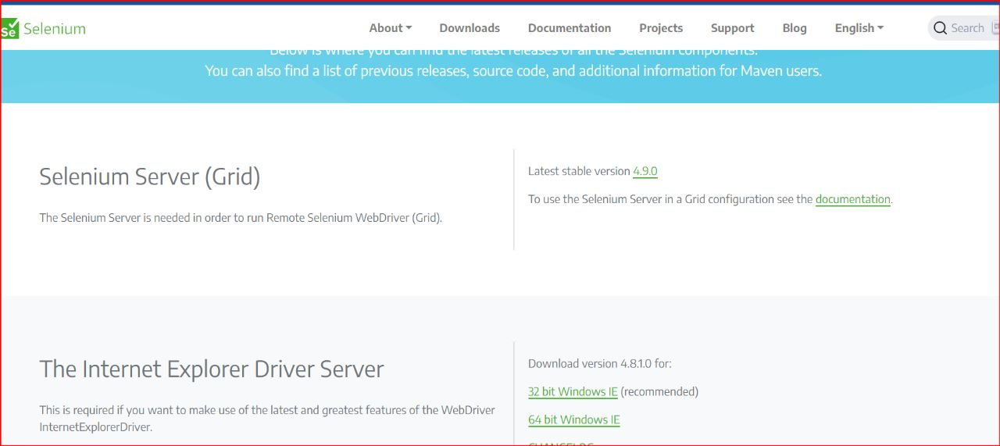 Se Selenium
About Downloads Documentation Projects Support Blog English Search
Below is where you can find the latest releases of all the Selenium components.
You can also find a list of previous releases, source code, and additional information for Maven users.
Selenium Server (Grid)
The Selenium Server is needed in order to run Remote Selenium WebDriver (Grid).
Latest stable version 4.9.0
To use the Selenium Server in a Grid configuration see the documentation.
The Internet Explorer Driver Server
This is required if you want to make use of the latest and greatest features of the WebDriver
InternetExplorerDriver.
Download version 4.8.1.0 for:
32 bit Windows IE (recommended)
64 bit Windows IE
CHANGELOG